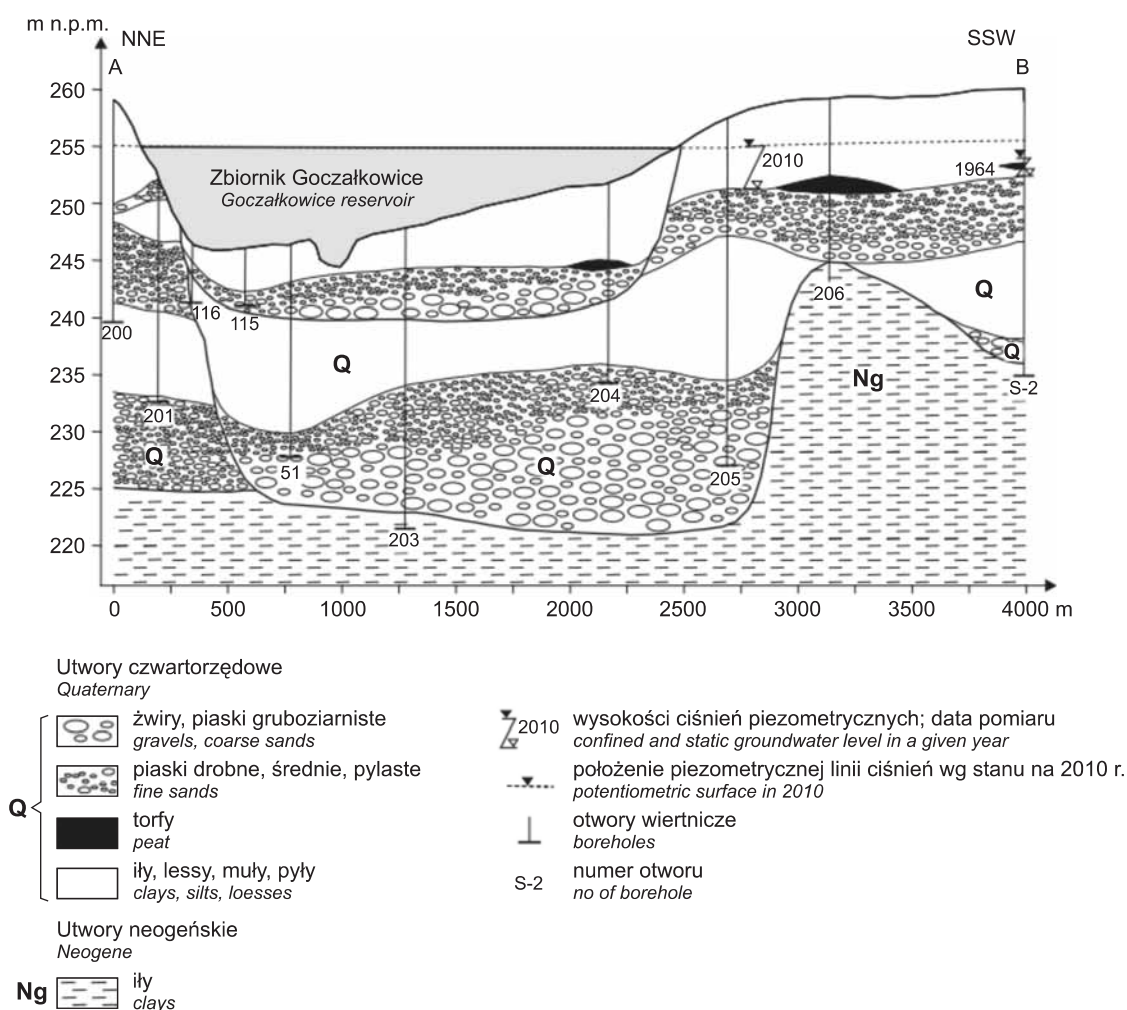 m n.p.m.
NNE
SSW
A
B
260
255
250
245
240
235
230
225
220
Zbiornik Goczałkowice
Goczałkowice reservoir
2010
1964
116
115
200
201
51
203
204
205
206
S-2
Q
Q
Q
Q
Q
Ng
0
500
1000
1500
2000
2500
3000
3500
4000 m
Utwory czwartorzędowe
Quaternary
Q
żwiry, piaski gruboziarniste
gravels, coarse sands
piaski drobne, średnie, pylaste
fine sands
torfy
peat
iły, lessy, muły, pyły
clays, silts, loesses
Utwory neogeńskie
Neogene
Ng
iły
clays
2010
wysokości ciśnień piezometrycznych; data pomiaru
confined and static groundwater level in a given year
położenie piezometrycznej linii ciśnień wg stanu na 2010 r.
potentiometric surface in 2010
otwory wiertnicze
boreholes
S-2
numer otworu
no of borehole